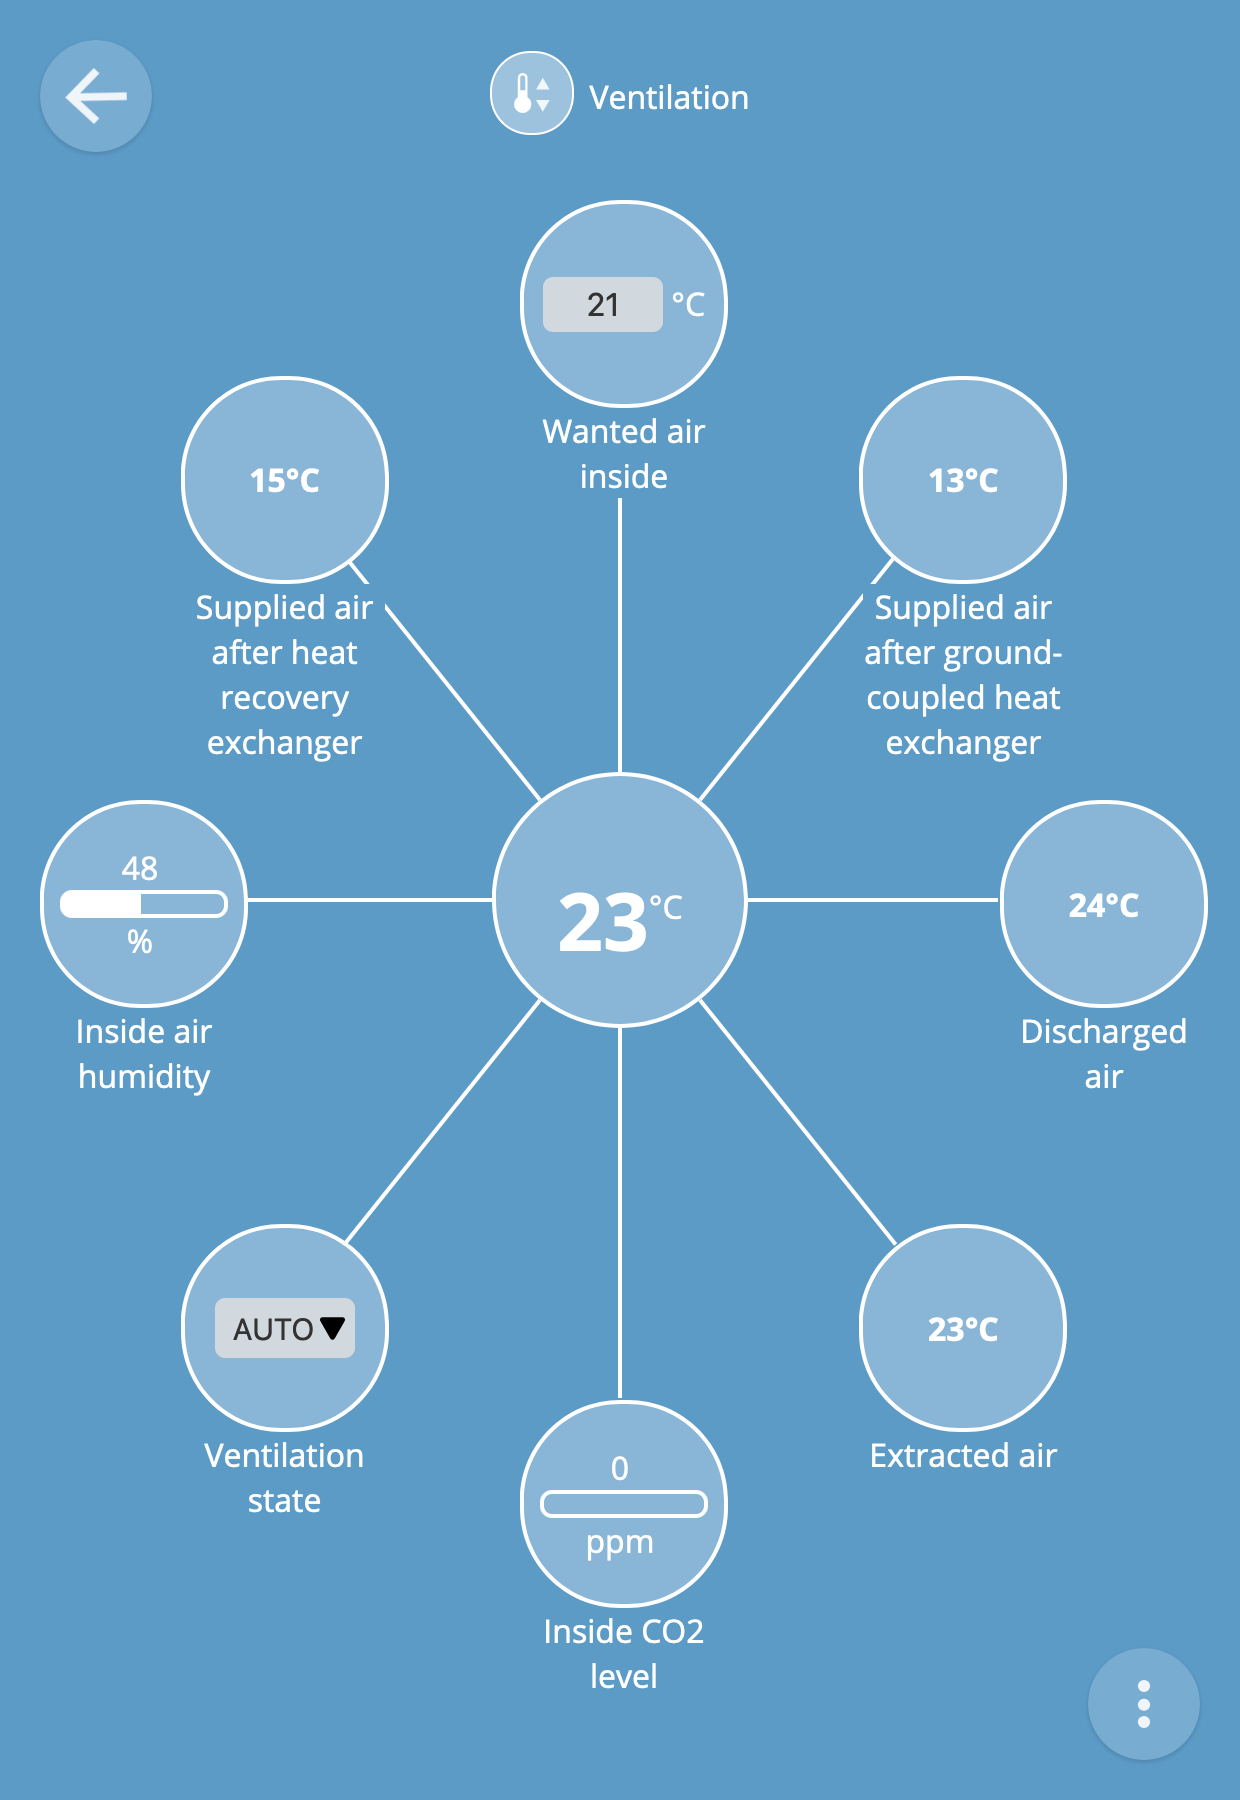 Ventilation
21 °C
Wanted air
inside
15°C
Supplied air
after heat
recovery
exchanger
13°C
Supplied air
after ground-
coupled heat
exchanger
48
%
Inside air
humidity
23 °C
24°C
Discharged
air
AUTO
Ventilation
state
0
ppm
Inside CO2
level
23°C
Extracted air